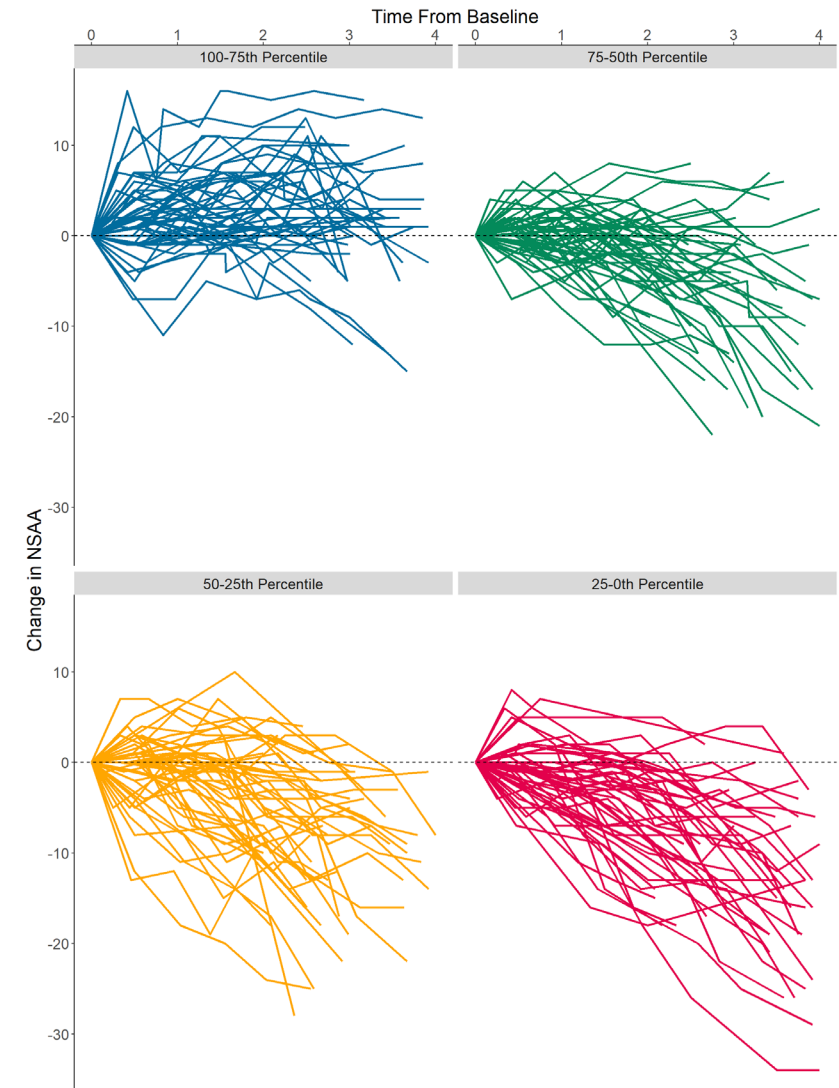 Time From Baseline
0 1 2 3 4 0 1 2 3 4
100-75th Percentile 75-50th Percentile
10
0
-10
-20
-30
Change in NSAA
50-25th Percentile 25-0th Percentile
10
0
-10
-20
-30